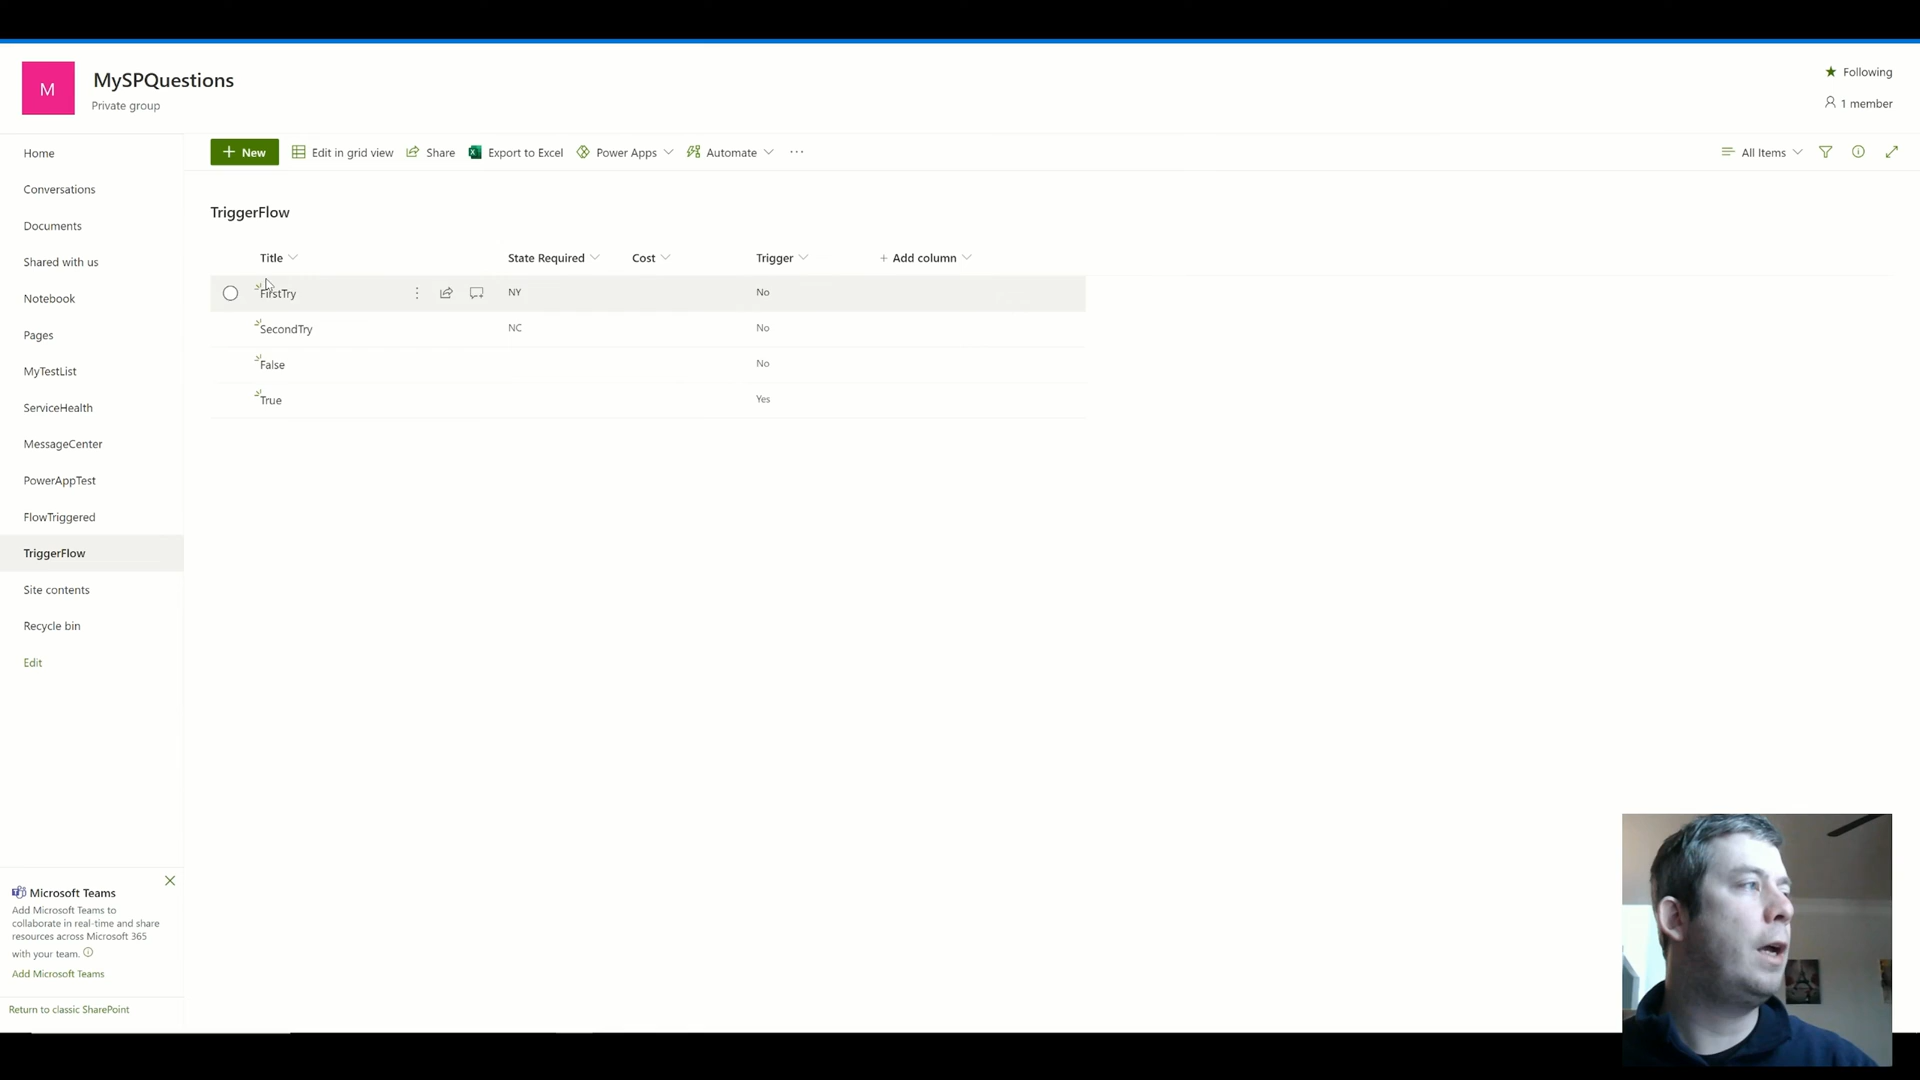 M
MySPQuestions
Private group
Following
1 member
Home
Conversations
Documents
Shared with us
Notebook
Pages
MyTestList
ServiceHealth
MessageCenter
PowerAppTest
FlowTriggered
TriggerFlow
Site contents
Recycle bin
Edit
+ New
Edit in grid view
Share
Export to Excel
Power Apps
Automate
...
All Items
TriggerFlow
Title State Required Cost Trigger + Add column
FirstTry NY No
SecondTry NC No
False No
True Yes
Microsoft Teams
Add Microsoft Teams to
collaborate in real-time and share
resources across Microsoft 365
with your team.
Add Microsoft Teams
Return to classic SharePoint